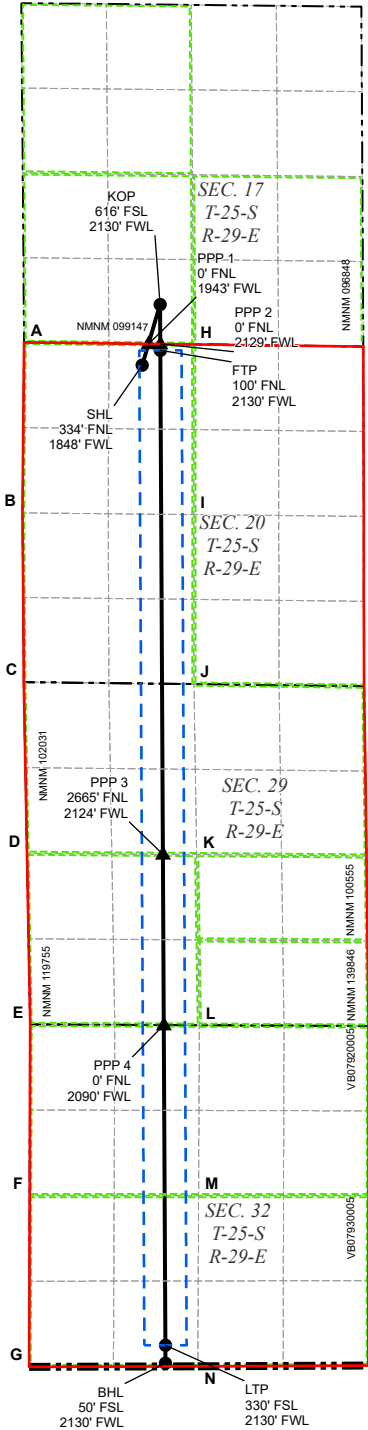 KOP
616' FSL
2130' FWL
SEC. 17
T-25-S
R-29-E
NMNM 096848
PPP 1
0' FNL
1943' FWL
A
NMNM 099147
H
PPP 2
0' FNL
2129' FWL
FTP
100' FNL
2130' FWL
SHL
334' FNL
1848' FWL
B
I
SEC. 20
T-25-S
R-29-E
C
J
NMNM 102031
PPP 3
2665' FNL
2124' FWL
SEC. 29
T-25-S
R-29-E
D
K
NMNM 100555
NMNM 119755
NMNM 139846
E
L
VB07920005
PPP 4
0' FNL
2090' FWL
F
M
SEC. 32
T-25-S
R-29-E
VB07930005
G
N
BHL
50' FSL
2130' FWL
LTP
330' FSL
2130' FWL